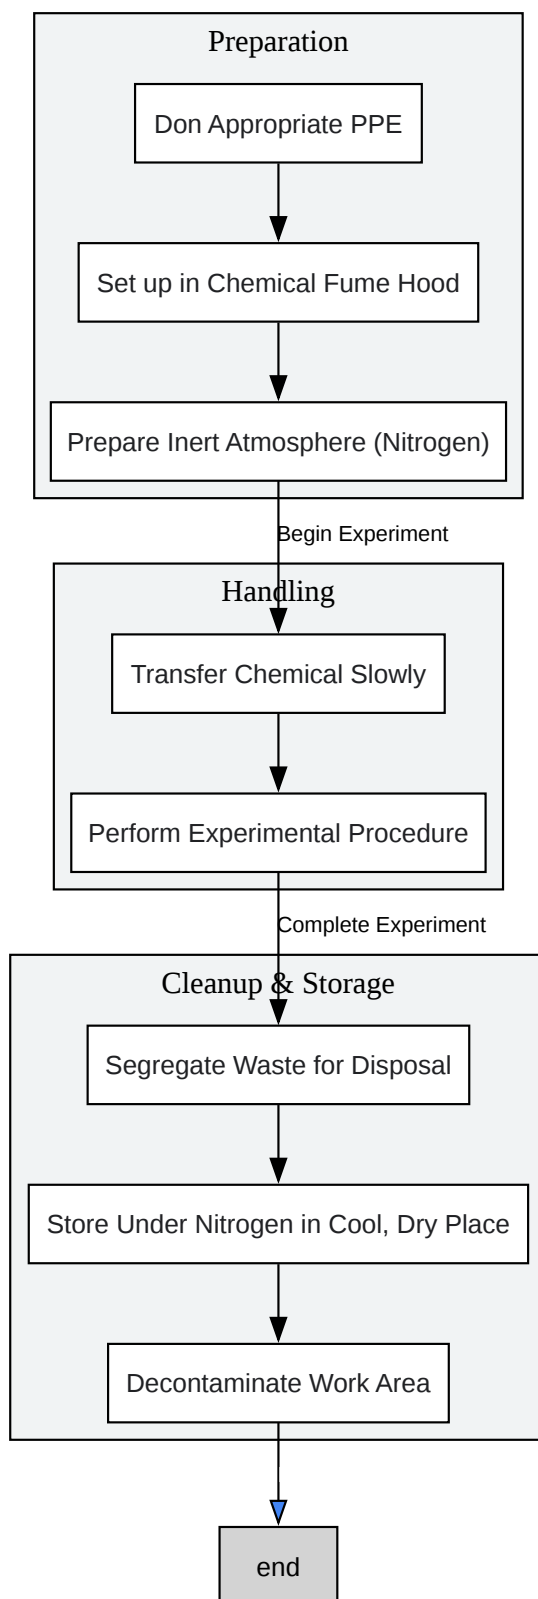 Preparation
Don Appropriate PPE
Set up in Chemical Fume Hood
Prepare Inert Atmosphere (Nitrogen)
Begin Experiment
Handling
Transfer Chemical Slowly
Perform Experimental Procedure
Complete Experiment
Cleanup & Storage
Segregate Waste for Disposal
Store Under Nitrogen in Cool, Dry Place
Decontaminate Work Area
end